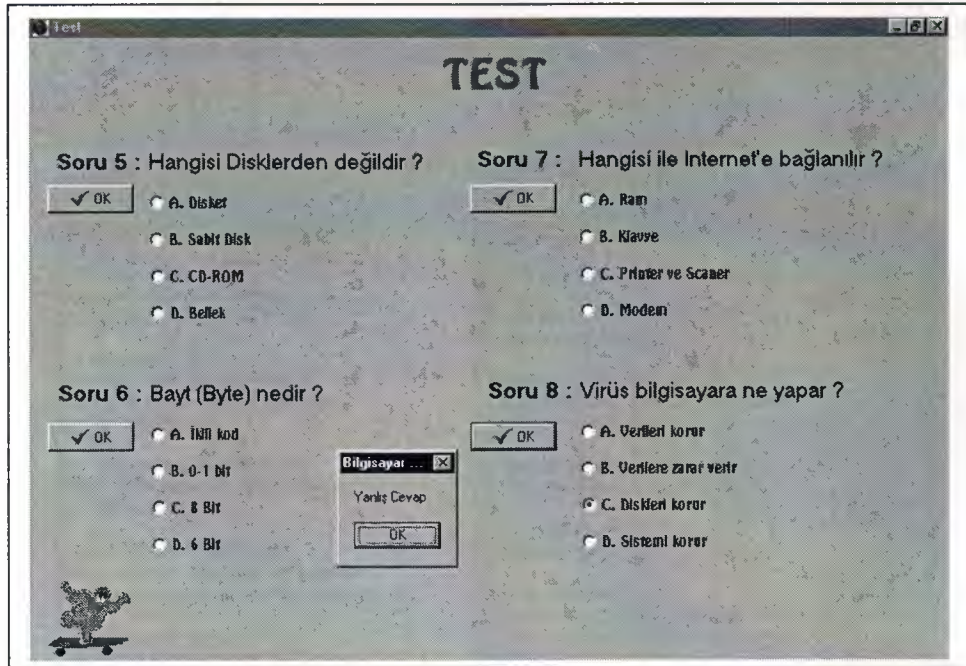 Test
TEST
Soru 5 : Hangisi Disklerden değildir ?
OK
A. Disket
B. Sabit Disk
C. CD-ROM
D. Bellek
Soru 6 : Bayt (Byte) nedir ?
OK
A. İkili kod
B. 0-1 bit
C. 8 Bit
D. 6 Bit
Bilgisayar ...
Yanlış Cevap
OK
Soru 7 : Hangisi ile Internet'e bağlanılır ?
OK
A. Ram
B. Klavye
C. Printer ve Scaner
D. Modem
Soru 8 : Virüs bilgisayara ne yapar ?
OK
A. Verileri korur
B. Verilere zarar verir
C. Diskleri korur
D. Sistemi korur